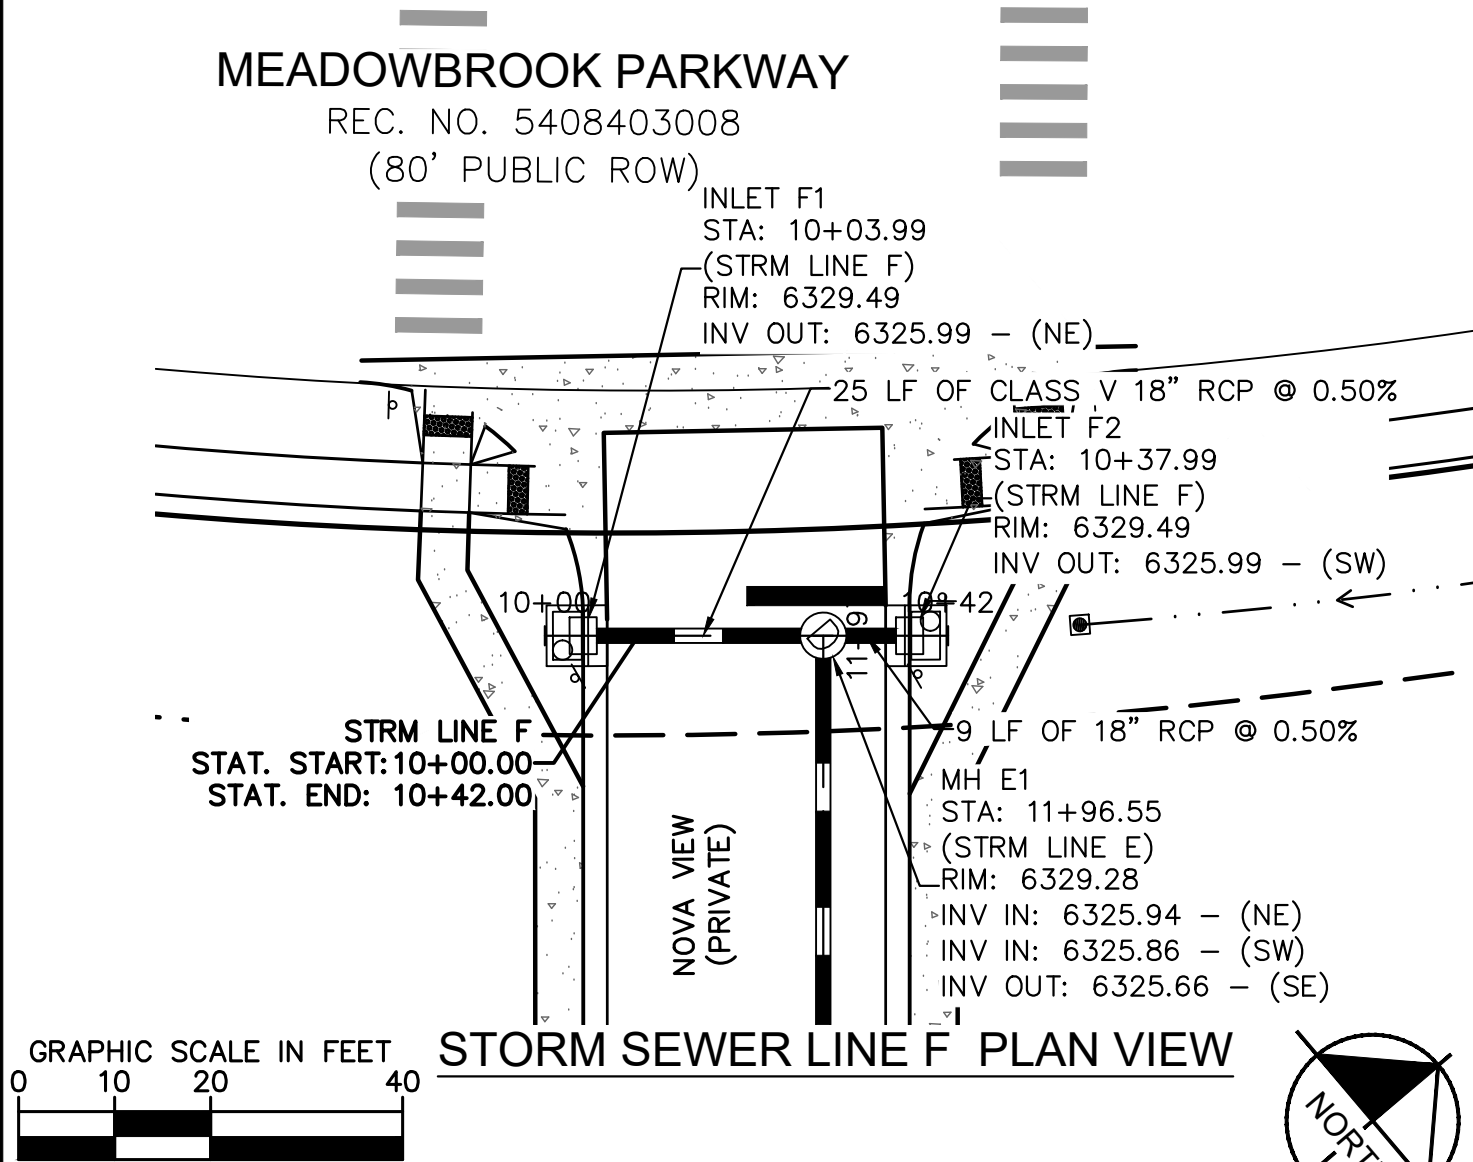 MEADOWBROOK PARKWAY
REC. NO. 5408403008
(80' PUBLIC ROW)
INLET F1
STA: 10+03.99
(STRM LINE F)
RIM: 6329.49
INV OUT: 6325.99 - (NE)
25 LF OF CLASS V 18" RCP @ 0.50%
INLET F2
STA: 10+37.99
(STRM LINE F)
RIM: 6329.49
INV OUT: 6325.99 - (SW)
10+00
10+42
STRM LINE F
STAT. START: 10+00.00
STAT. END: 10+42.00
9 LF OF 18" RCP @ 0.50%
MH E1
STA: 11+96.55
(STRM LINE E)
RIM: 6329.28
INV IN: 6325.94 - (NE)
INV IN: 6325.86 - (SW)
INV OUT: 6325.66 - (SE)
NOVA VIEW
(PRIVATE)
GRAPHIC SCALE IN FEET
0 10 20 40
STORM SEWER LINE F PLAN VIEW